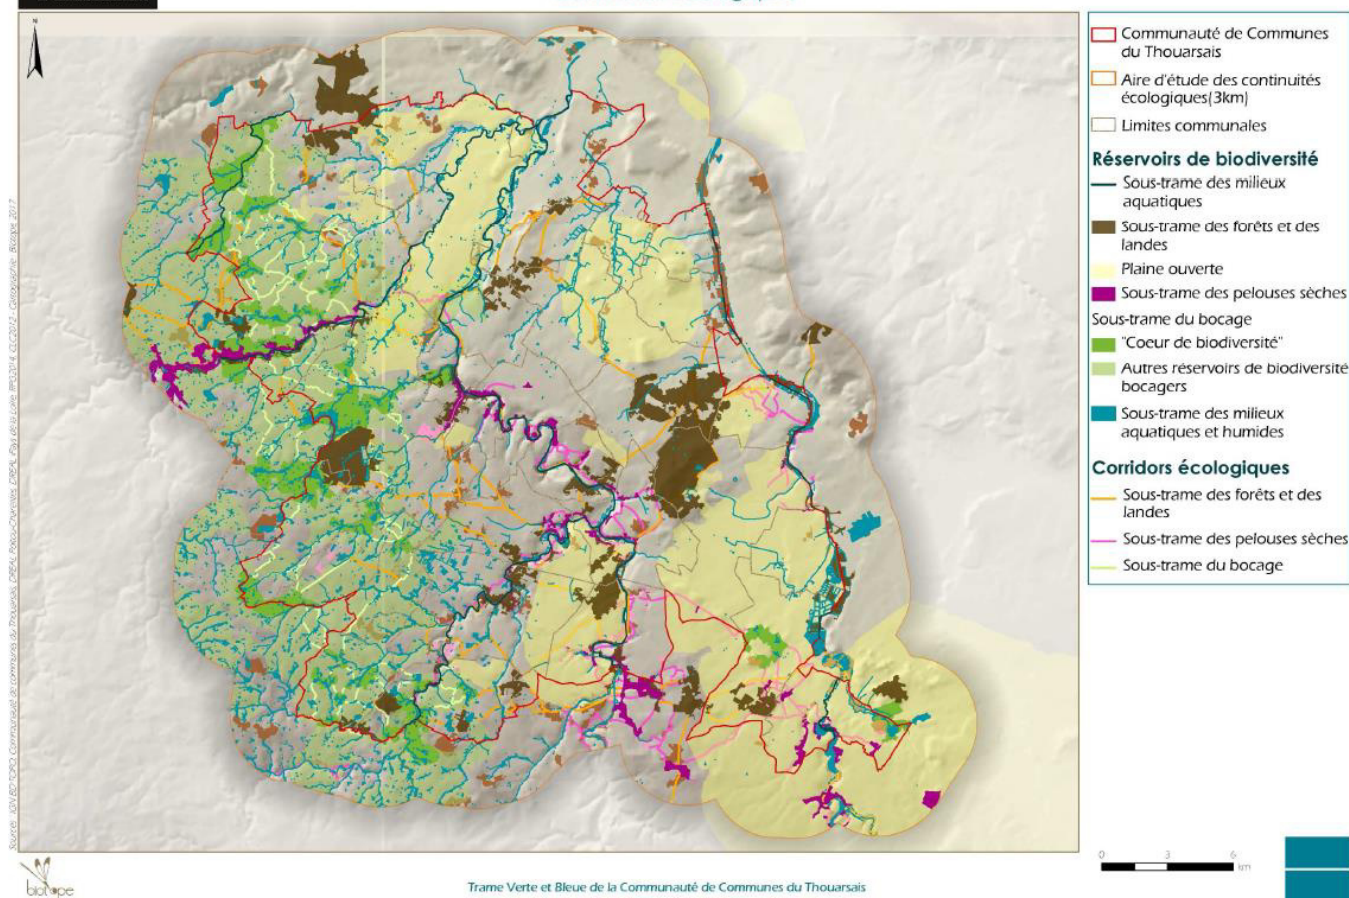 N
Communauté de Communes
du Thouarsais
Aire d'étude des continuités
écologiques(3km)
Limites communales
Réservoirs de biodiversité
Sous-trame des milieux
aquatiques
Sous-trame des forêts et des
landes
Plaine ouverte
Sous-trame des pelouses sèches
Sous-trame du bocage
"Coeur de biodiversité"
Autres réservoirs de biodiversité
bocagers
Sous-trame des milieux
aquatiques et humides
Corridors écologiques
Sous-trame des forêts et des
landes
Sous-trame des pelouses sèches
Sous-trame du bocage
0 3 6
km
biotope
Trame Verte et Bleue de la Communauté de Communes du Thouarsais